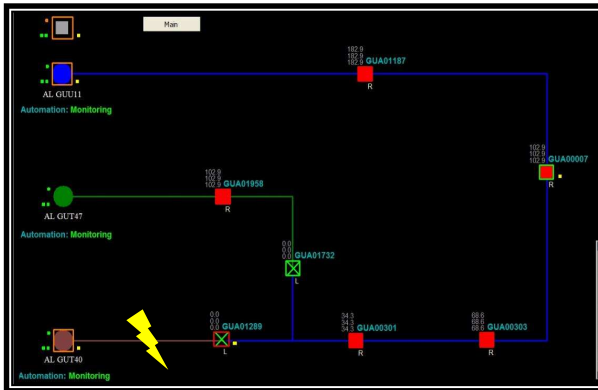 Main
182.9
182.9
182.9 GUA01187
R
AL GUU11
Automation: Monitoring
102.9
102.9
102.9 GUA00007
R
102.9
102.9
102.9 GUA01958
R
AL GUT47
Automation: Monitoring
0.0
0.0
0.0 GUA01732
L
0.0
0.0
0.0 GUA01289
L
34.3
34.3
34.3 GUA00301
R
68.6
68.6
68.6 GUA00303
R
AL GUT40
Automation: Monitoring